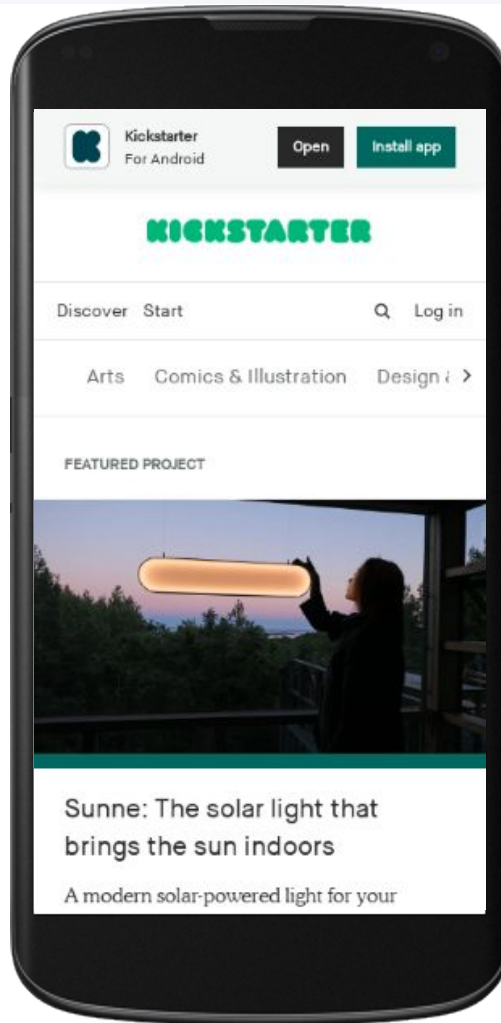 Kickstarter
For Android
Open
Install app
KICKSTARTER
Discover Start Log in
Arts Comics & Illustration Design &
FEATURED PROJECT
Sunne: The solar light that
brings the sun indoors
A modern solar-powered light for your